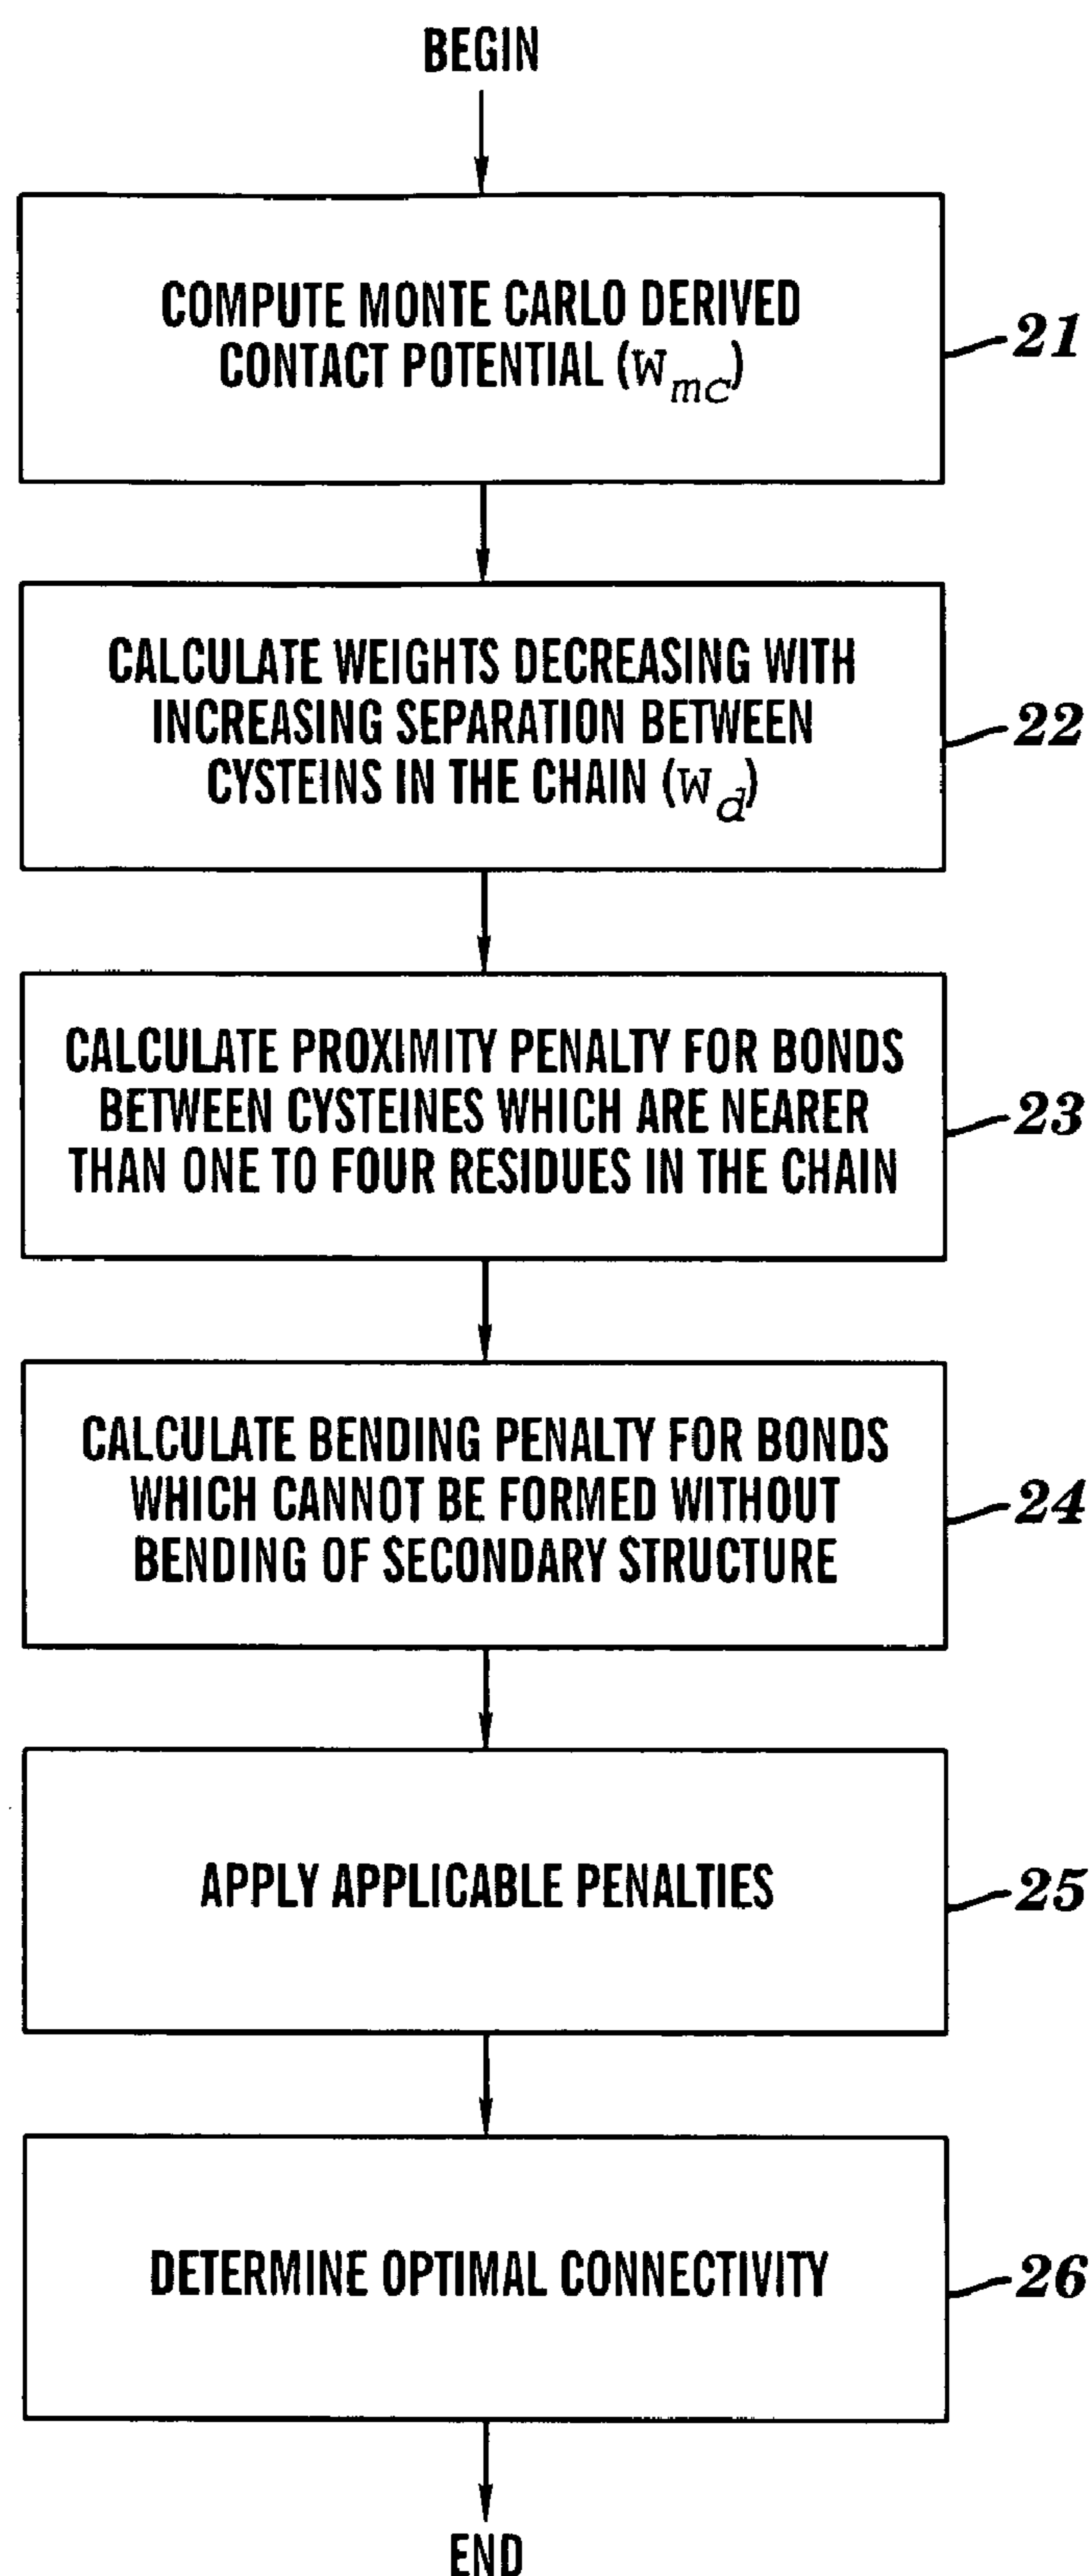 BEGIN
COMPUTE MONTE CARLO DERIVED
CONTACT POTENTIAL (Wmc)
21
CALCULATE WEIGHTS DECREASING WITH
INCREASING SEPARATION BETWEEN
CYSTEINS IN THE CHAIN (Wd)
22
CALCULATE PROXIMITY PENALTY FOR BONDS
BETWEEN CYSTEINES WHICH ARE NEARER
THAN ONE TO FOUR RESIDUES IN THE CHAIN
23
CALCULATE BENDING PENALTY FOR BONDS
WHICH CANNOT BE FORMED WITHOUT
BENDING OF SECONDARY STRUCTURE
24
APPLY APPLICABLE PENALTIES
25
DETERMINE OPTIMAL CONNECTIVITY
26
END